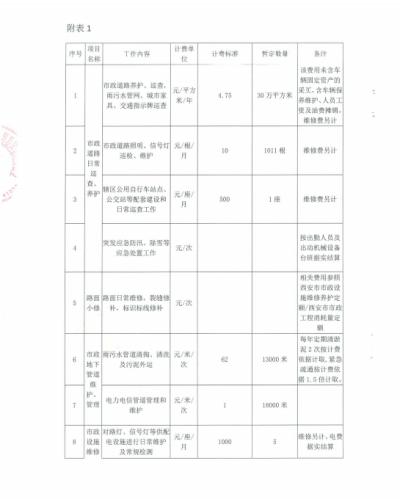 附表 1
序号 项目名称 工作内容 计费单位 计费标准 暂定数量 备注
1 市政道路日常巡查、养护 市政道路养护、巡查,雨污水管网、城市家具、交通指示牌巡查 元/平方米/年 4.75 30 万平方米 该费用未含车辆固定资产的采买、含车辆保养维护、人员工资及油费摊销,维修费另计
2 市政道路照明、信号灯巡检、维护 元/根/月 10 1011 根 维修费另计
3 辖区公用自行车站点、公交站等配套建设和日常巡查工作 元/座/月 500 1 座 维修费另计
4 突发应急防汛、除雪等应急处置工作 元/次 按出勤人员及出动机械设备台班据实结算
5 路面小修 路面日常维修,裂缝修补、标识标线修补 元/次 相关费用参照西安市市政设施维修养护定额/西安市市政工程消耗量定额
6 市政地下管道维护、管理 雨污水管道清掏、清洗及污泥外运 元/米/次 62 13000 米 每年定期清淤泥 2 次按计费依据计取,紧急疏通按计费依据 1.5 倍计取。
7 电力电信管道管理和维护 元/米/次 1 18000 米
8 市政设施维修 对路灯、信号灯等供配电设施进行日常维护及常规检测 元/座/月 1000 5 维修另计,电费据实结算